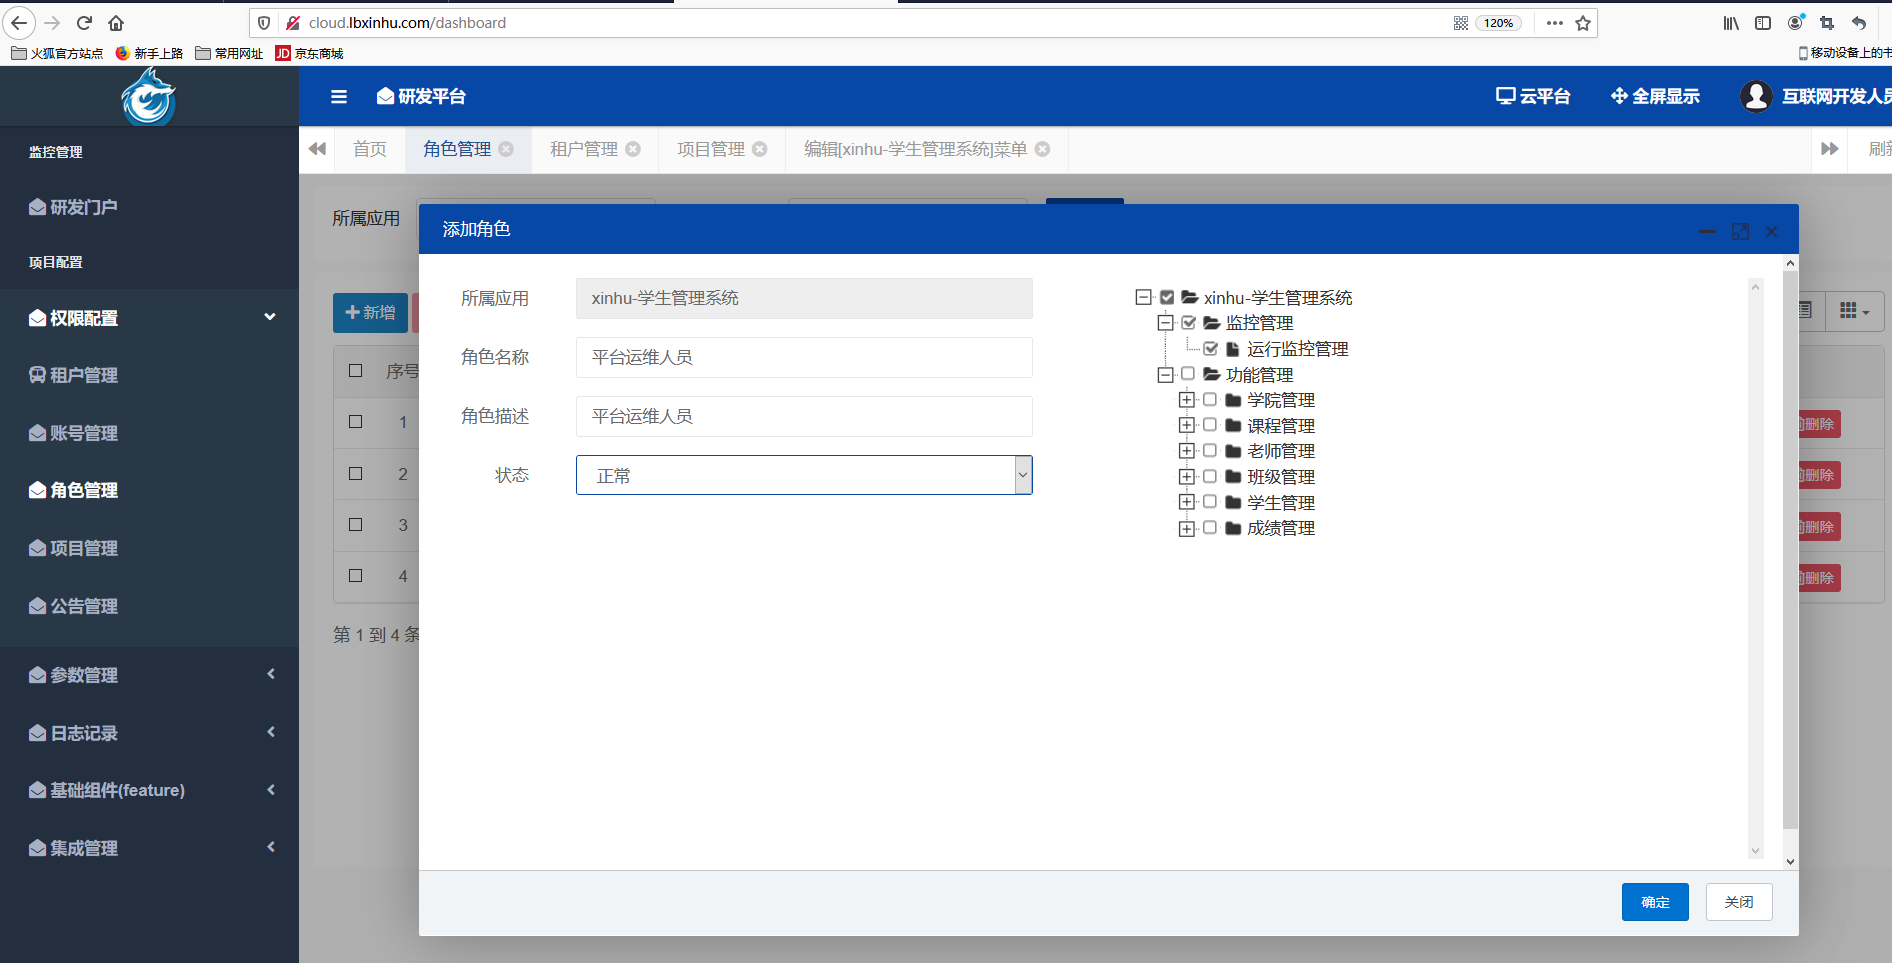 cloud.lbxinhu.com/dashboard
120%
火狐官方站点
新手上路
常用网址
JD 京东商城
移动设备上的书
研发平台
云平台
全屏显示
互联网开发人员
监控管理
研发门户
项目配置
权限配置
租户管理
账号管理
角色管理
项目管理
公告管理
参数管理
日志记录
基础组件(feature)
集成管理
首页
角色管理
租户管理
项目管理
编辑[xinhu-学生管理系统]菜单
刷新
所属应用
新增
序号
1
删除
2
删除
3
删除
4
删除
第 1 到 4 条
添加角色
所属应用
xinhu-学生管理系统
角色名称
平台运维人员
角色描述
平台运维人员
状态
正常
xinhu-学生管理系统
监控管理
运行监控管理
功能管理
学院管理
课程管理
老师管理
班级管理
学生管理
成绩管理
确定
关闭